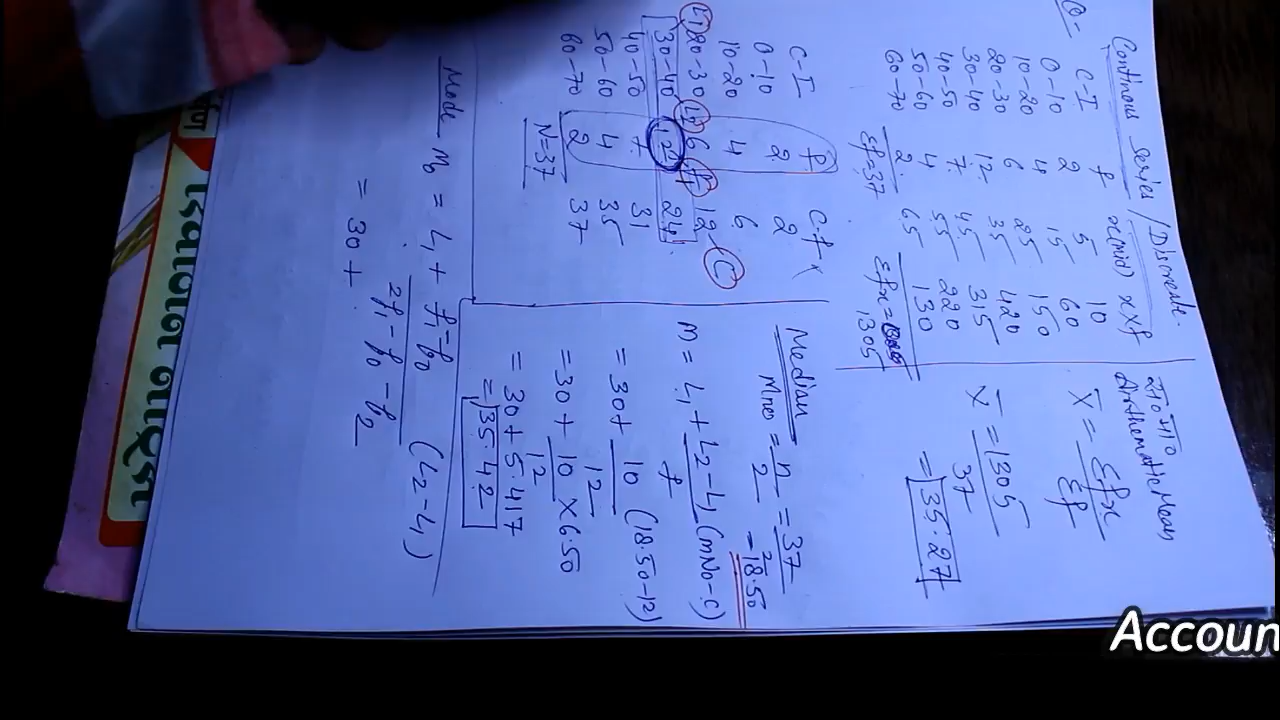 Continous series / Discreate.
Q=
C-I f x(mid) x×f
0-10 2 5 10
10-20 4 15 60
20-30 6 25 150
30-40 12 35 420
40-50 7 45 315
50-60 4 55 220
60-70 2 65 130
Σf=37 Σfx=
1305
Airethematic Mean
X̄ = Σfx
Σf
X̄ = 1305
37
= 35.27
C-I f C.f
0-10 2 2
10-20 4 6
L1 20-30 6 12 C
30-40 L2 12 f 24
40-50 7 31
50-60 4 35
60-70 2 37
N=37
Median
Mno = n = 37
2 2
= 18.50
M = L1 + L2-L1 (mNo-C)
f
= 30 + 10 (18.50-12)
12
= 30 + 10 × 6.50
12
= 30 + 5.417
= 35.42
Mode M0 = L1 + f1-f0 (L2-L1)
2f1-f0-f2
= 30 +
Accoun